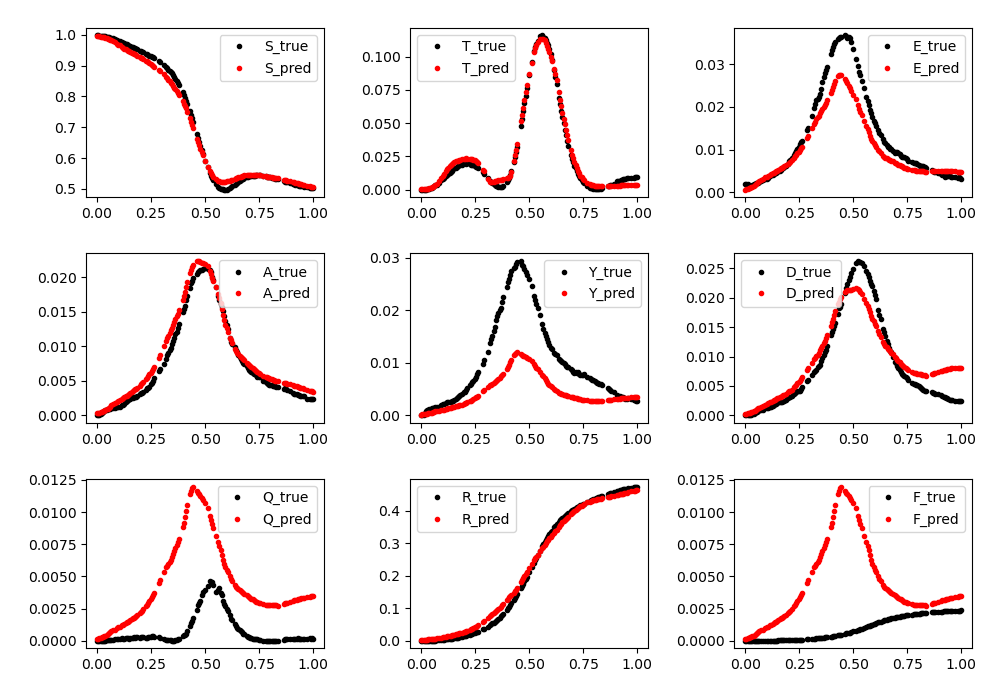 1.0
0.9
0.8
0.7
0.6
0.5
0.00 0.25 0.50 0.75 1.00
S_true
S_pred
0.100
0.075
0.050
0.025
0.000
0.00 0.25 0.50 0.75 1.00
T_true
T_pred
0.03
0.02
0.01
0.00
0.00 0.25 0.50 0.75 1.00
E_true
E_pred
0.020
0.015
0.010
0.005
0.000
0.00 0.25 0.50 0.75 1.00
A_true
A_pred
0.03
0.02
0.01
0.00
0.00 0.25 0.50 0.75 1.00
Y_true
Y_pred
0.025
0.020
0.015
0.010
0.005
0.000
0.00 0.25 0.50 0.75 1.00
D_true
D_pred
0.0125
0.0100
0.0075
0.0050
0.0025
0.0000
0.00 0.25 0.50 0.75 1.00
Q_true
Q_pred
0.4
0.3
0.2
0.1
0.0
0.00 0.25 0.50 0.75 1.00
R_true
R_pred
0.0125
0.0100
0.0075
0.0050
0.0025
0.0000
0.00 0.25 0.50 0.75 1.00
F_true
F_pred